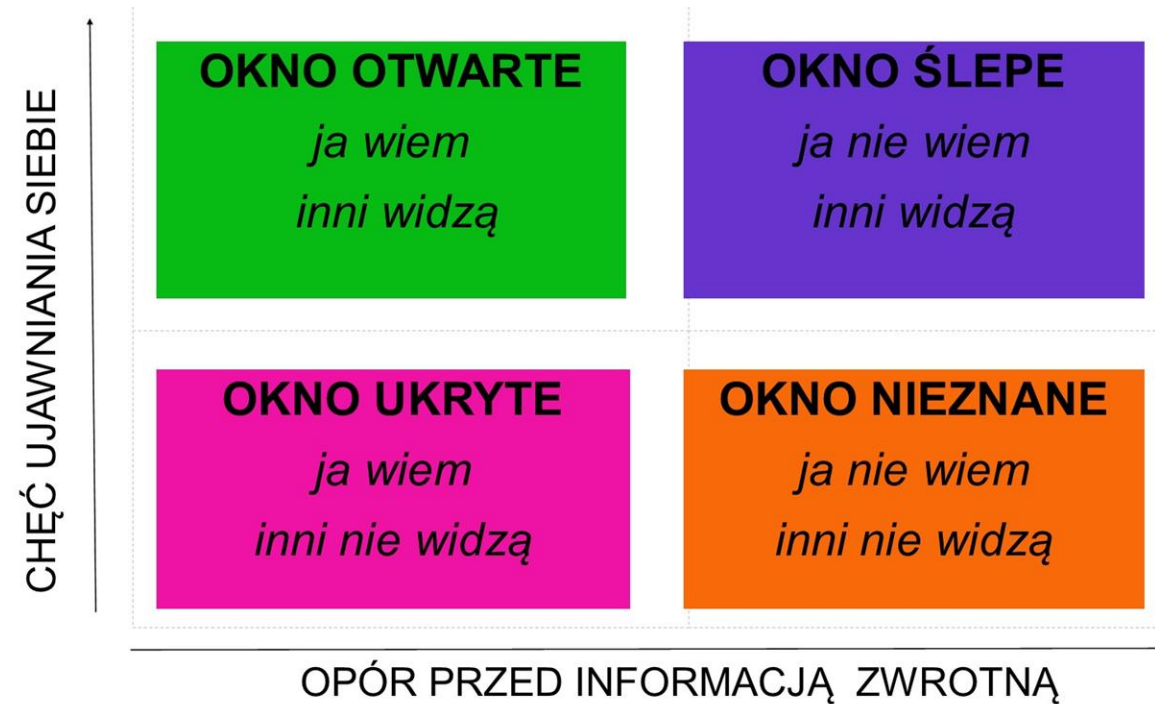 CHĘĆ UJAWNIANIA SIEBIE
OKNO OTWARTE
ja wiem
inni widzą
OKNO ŚLEPE
ja nie wiem
inni widzą
OKNO UKRYTE
ja wiem
inni nie widzą
OKNO NIEZNANE
ja nie wiem
inni nie widzą
OPÓR PRZED INFORMACJĄ ZWROTNĄ